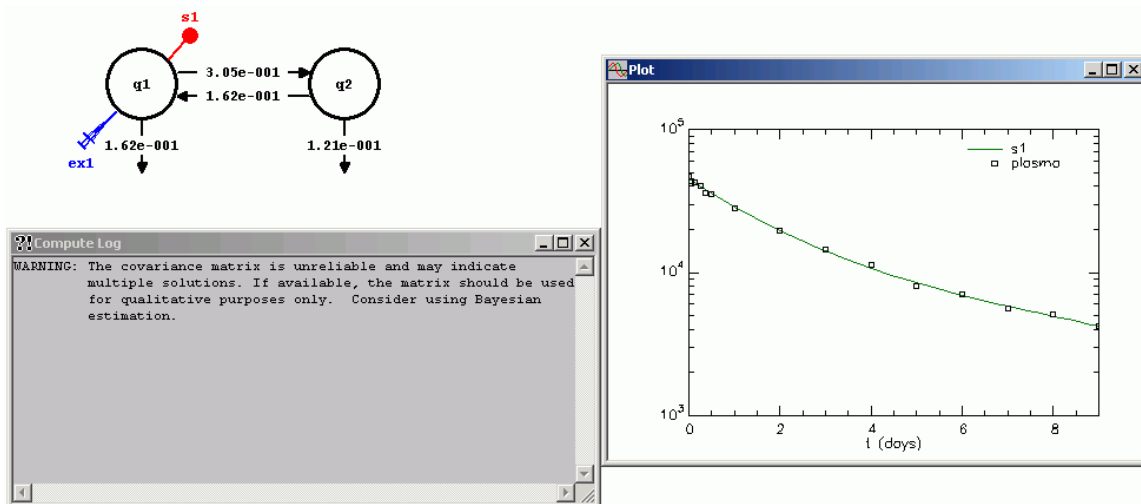 s1
q1
3.05e-001
1.62e-001
q2
ex1
1.62e-001
1.21e-001
?! Compute Log
WARNING: The covariance matrix is unreliable and may indicate
multiple solutions. If available, the matrix should be used
for qualitative purposes only. Consider using Bayesian
estimation.
Plot
10^5
10^4
10^3
s1
plasma
0 2 4 6 8
t (days)